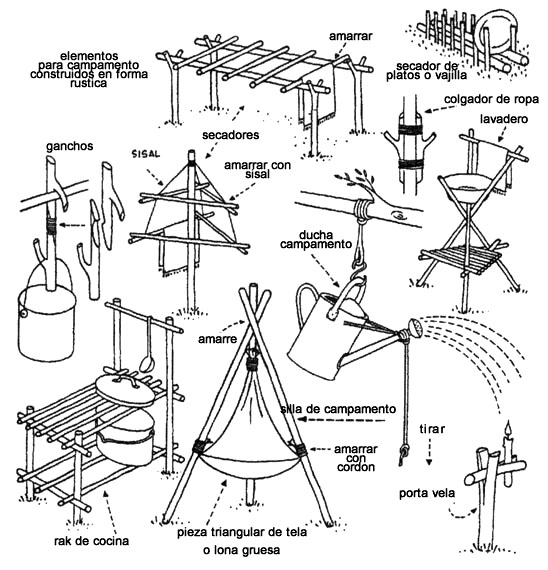 elementos
para campamento
construidos en forma
rustica
amarrar
secador de
platos o vajilla
colgador de ropa
lavadero
secadores
ganchos
SISAL
amarrar con
sisal
ducha
campamento
amarre
silla de campamento
tirar
amarrar
con
cordon
porta vela
pieza triangular de tela
o lona gruesa
rak de cocina